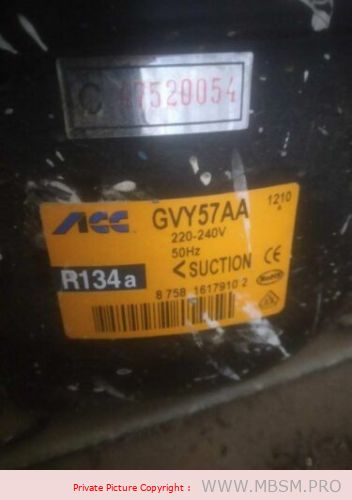 C 47520054
ACC GVY57AA 1210
220-240V
50Hz
R134a <SUCTION CE
8 758 1617910 2
Private Picture Copyright : WWW.MBSM.PRO